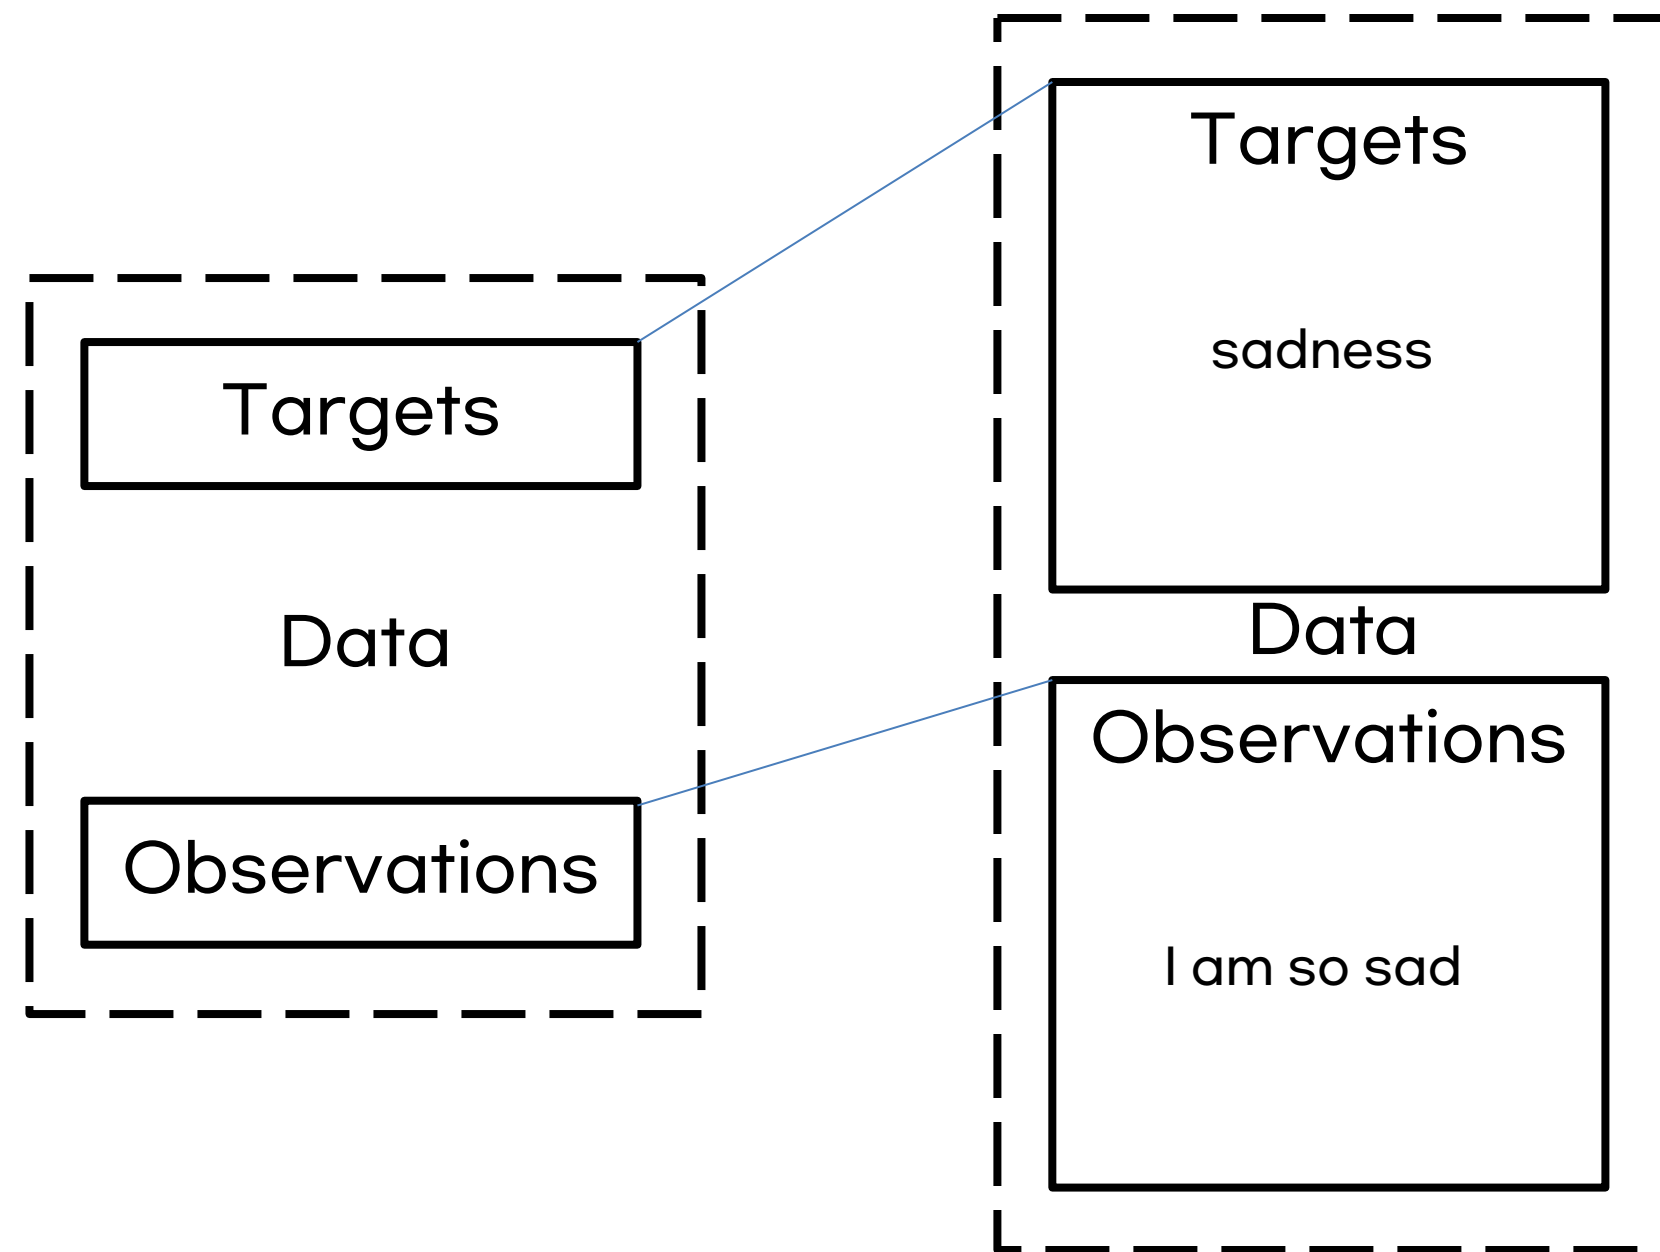 Targets
Data
Observations
Targets
sadness
Data
Observations
I am so sad